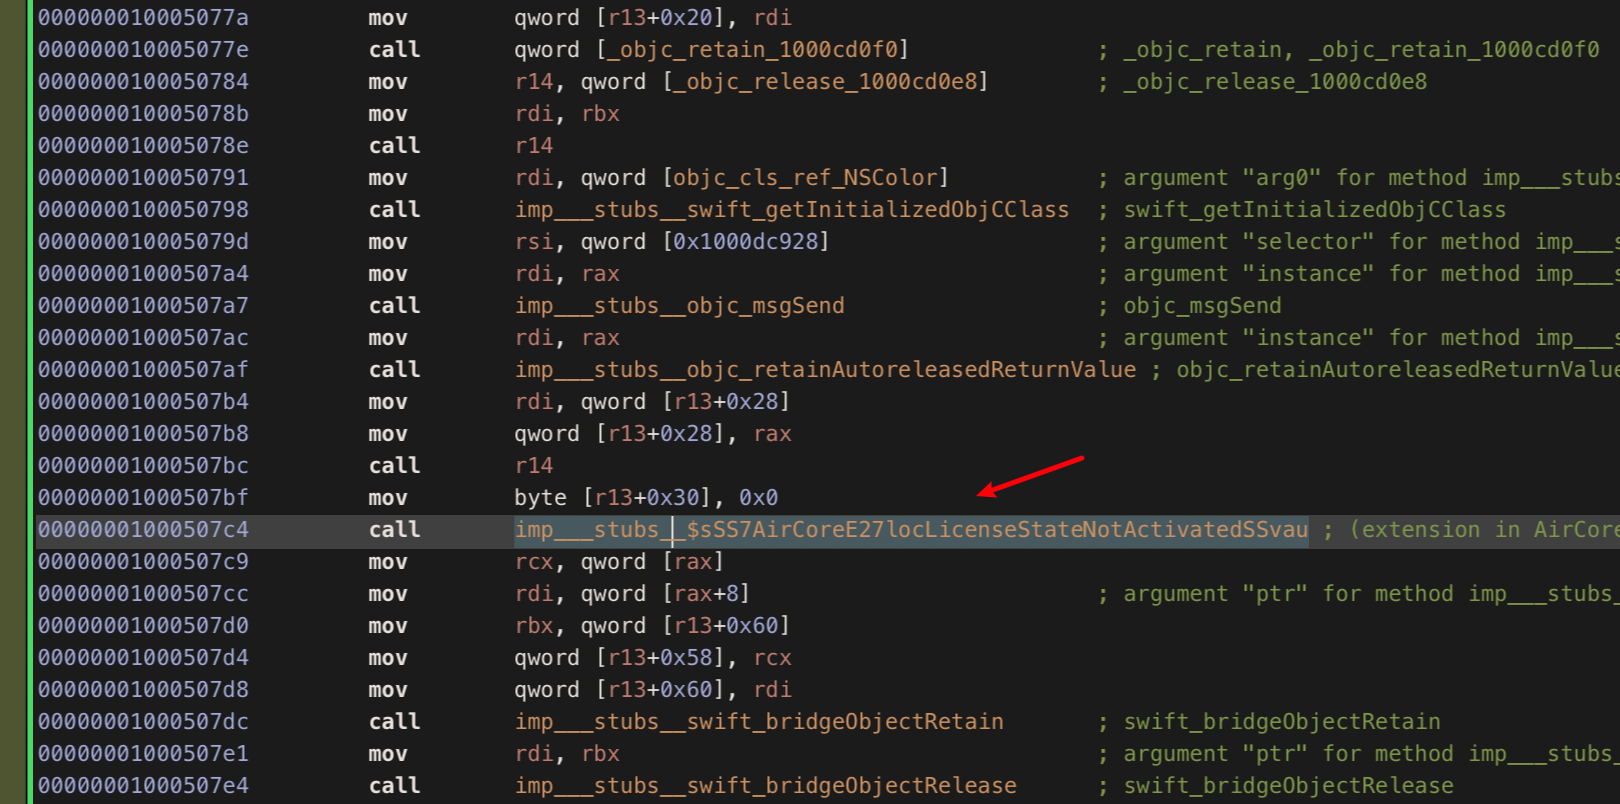 000000010005077a mov qword [r13+0x20], rdi
000000010005077e call qword [_objc_retain_1000cd0f0] ; _objc_retain, _objc_retain_1000cd0f0
0000000100050784 mov r14, qword [_objc_release_1000cd0e8] ; _objc_release_1000cd0e8
000000010005078b mov rdi, rbx
000000010005078e call r14
0000000100050791 mov rdi, qword [objc_cls_ref_NSColor] ; argument "arg0" for method imp___stubs
0000000100050798 call imp___stubs__swift_getInitializedObjCClass ; swift_getInitializedObjCClass
000000010005079d mov rsi, qword [0x1000dc928] ; argument "selector" for method imp___s
00000001000507a4 mov rdi, rax ; argument "instance" for method imp___s
00000001000507a7 call imp___stubs__objc_msgSend ; objc_msgSend
00000001000507ac mov rdi, rax ; argument "instance" for method imp___s
00000001000507af call imp___stubs__objc_retainAutoreleasedReturnValue ; objc_retainAutoreleasedReturnValue
00000001000507b4 mov rdi, qword [r13+0x28]
00000001000507b8 mov qword [r13+0x28], rax
00000001000507bc call r14
00000001000507bf mov byte [r13+0x30], 0x0
00000001000507c4 call imp___stubs__$sSS7AirCoreE27locLicenseStateNotActivatedSSvau ; (extension in AirCore
00000001000507c9 mov rcx, qword [rax]
00000001000507cc mov rdi, qword [rax+8] ; argument "ptr" for method imp___stubs_
00000001000507d0 mov rbx, qword [r13+0x60]
00000001000507d4 mov qword [r13+0x58], rcx
00000001000507d8 mov qword [r13+0x60], rdi
00000001000507dc call imp___stubs__swift_bridgeObjectRetain ; swift_bridgeObjectRetain
00000001000507e1 mov rdi, rbx ; argument "ptr" for method imp___stubs_
00000001000507e4 call imp___stubs__swift_bridgeObjectRelease ; swift_bridgeObjectRelease